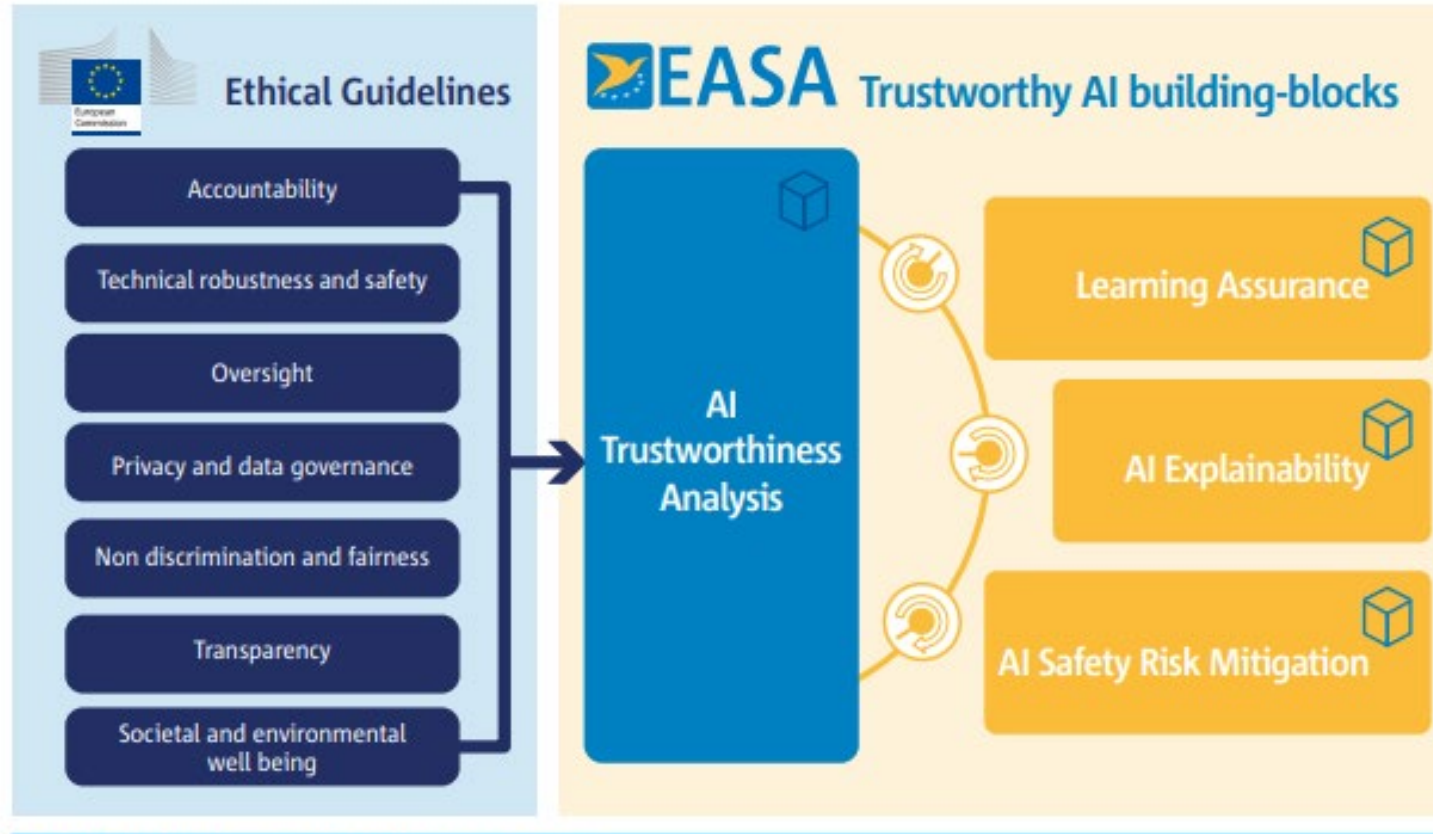 European
Commission
Ethical Guidelines
Accountability
Technical robustness and safety
Oversight
Privacy and data governance
Non discrimination and fairness
Transparency
Societal and environmental
well being
EASA Trustworthy AI building-blocks
AI
Trustworthiness
Analysis
Learning Assurance
AI Explainability
AI Safety Risk Mitigation